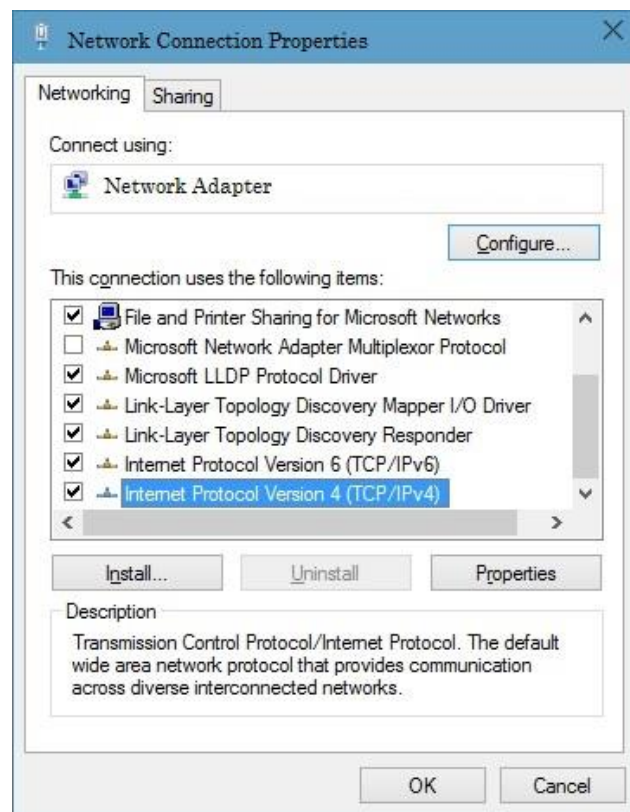 Network Connection Properties
Networking
Sharing
Connect using:
Network Adapter
Configure...
This connection uses the following items:
File and Printer Sharing for Microsoft Networks
Microsoft Network Adapter Multiplexor Protocol
Microsoft LLDP Protocol Driver
Link-Layer Topology Discovery Mapper I/O Driver
Link-Layer Topology Discovery Responder
Internet Protocol Version 6 (TCP/IPv6)
Internet Protocol Version 4 (TCP/IPv4)
Install...
Uninstall
Properties
Description
Transmission Control Protocol/Internet Protocol. The default
wide area network protocol that provides communication
across diverse interconnected networks.
OK
Cancel